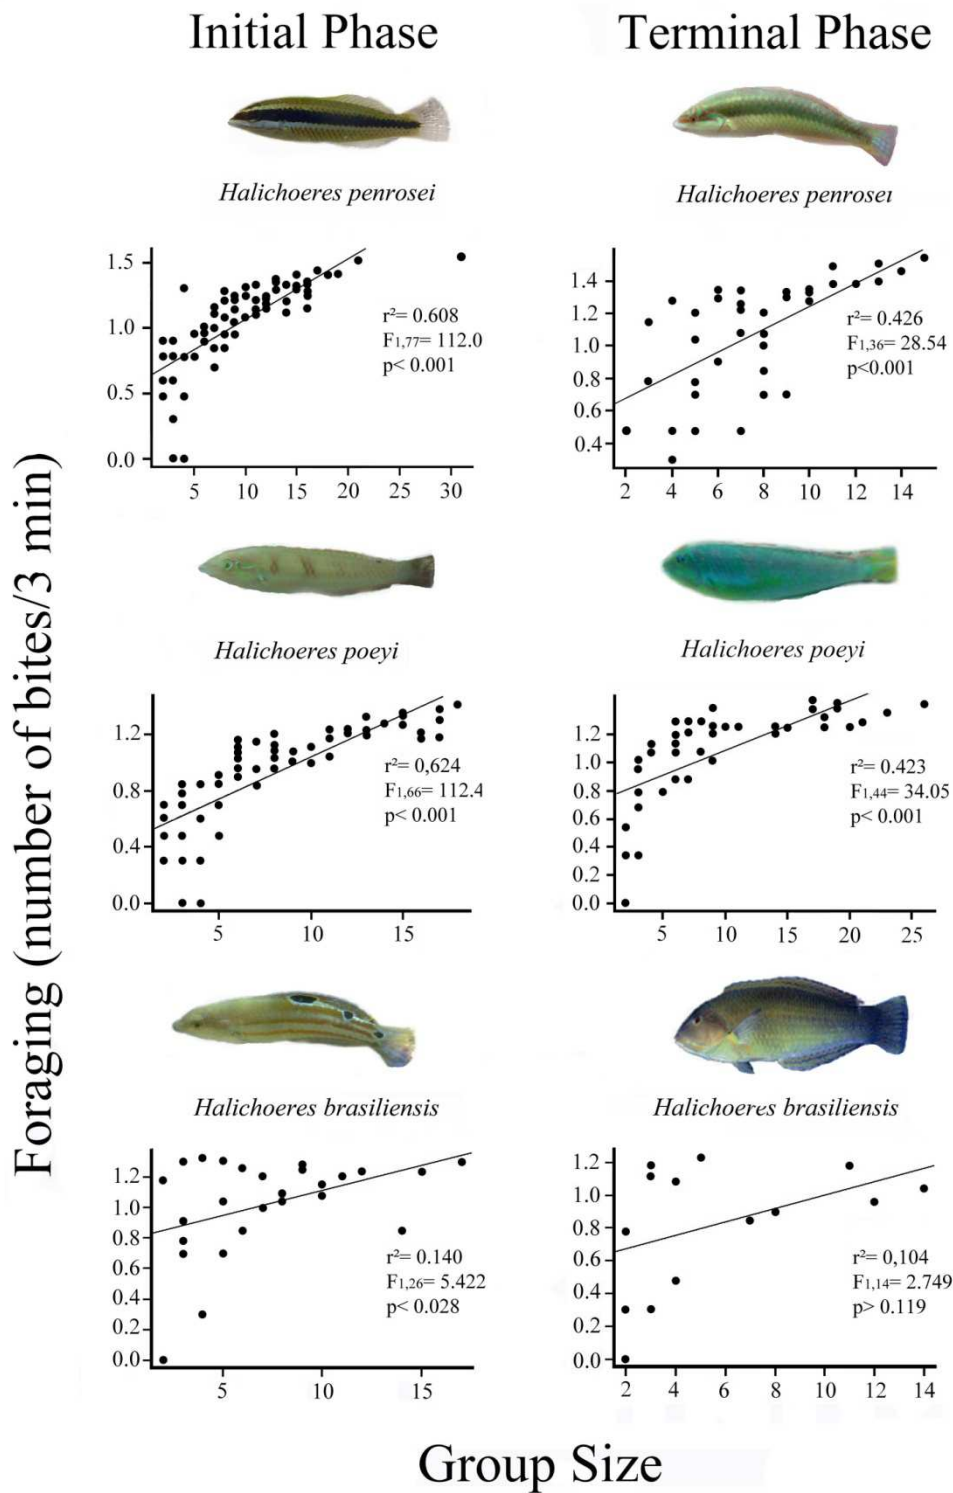 Initial Phase
Terminal Phase
Halichoeres penrosei
Halichoeres penrosei
Foraging (number of bites/3 min)
1.5
1.0
0.5
0.0
5 10 15 20 25 30
r²= 0.608
F1,77= 112.0
p< 0.001
1.4
1.2
1.0
0.8
0.6
0.4
2 4 6 8 10 12 14
r²= 0.426
F1,36= 28.54
p<0.001
Halichoeres poeyi
Halichoeres poeyi
1.2
0.8
0.4
0.0
5 10 15
r²= 0,624
F1,66= 112.4
p< 0.001
1.2
1.0
0.8
0.6
0.4
0.2
0.0
5 10 15 20 25
r²= 0.423
F1,44= 34.05
p< 0.001
Halichoeres brasiliensis
Halichoeres brasiliensis
1.2
1.0
0.8
0.6
0.4
0.2
0.0
5 10 15
r²= 0.140
F1,26= 5.422
p< 0.028
1.2
1.0
0.8
0.6
0.4
0.2
0.0
2 4 6 8 10 12 14
r²= 0,104
F1,14= 2.749
p> 0.119
Group Size